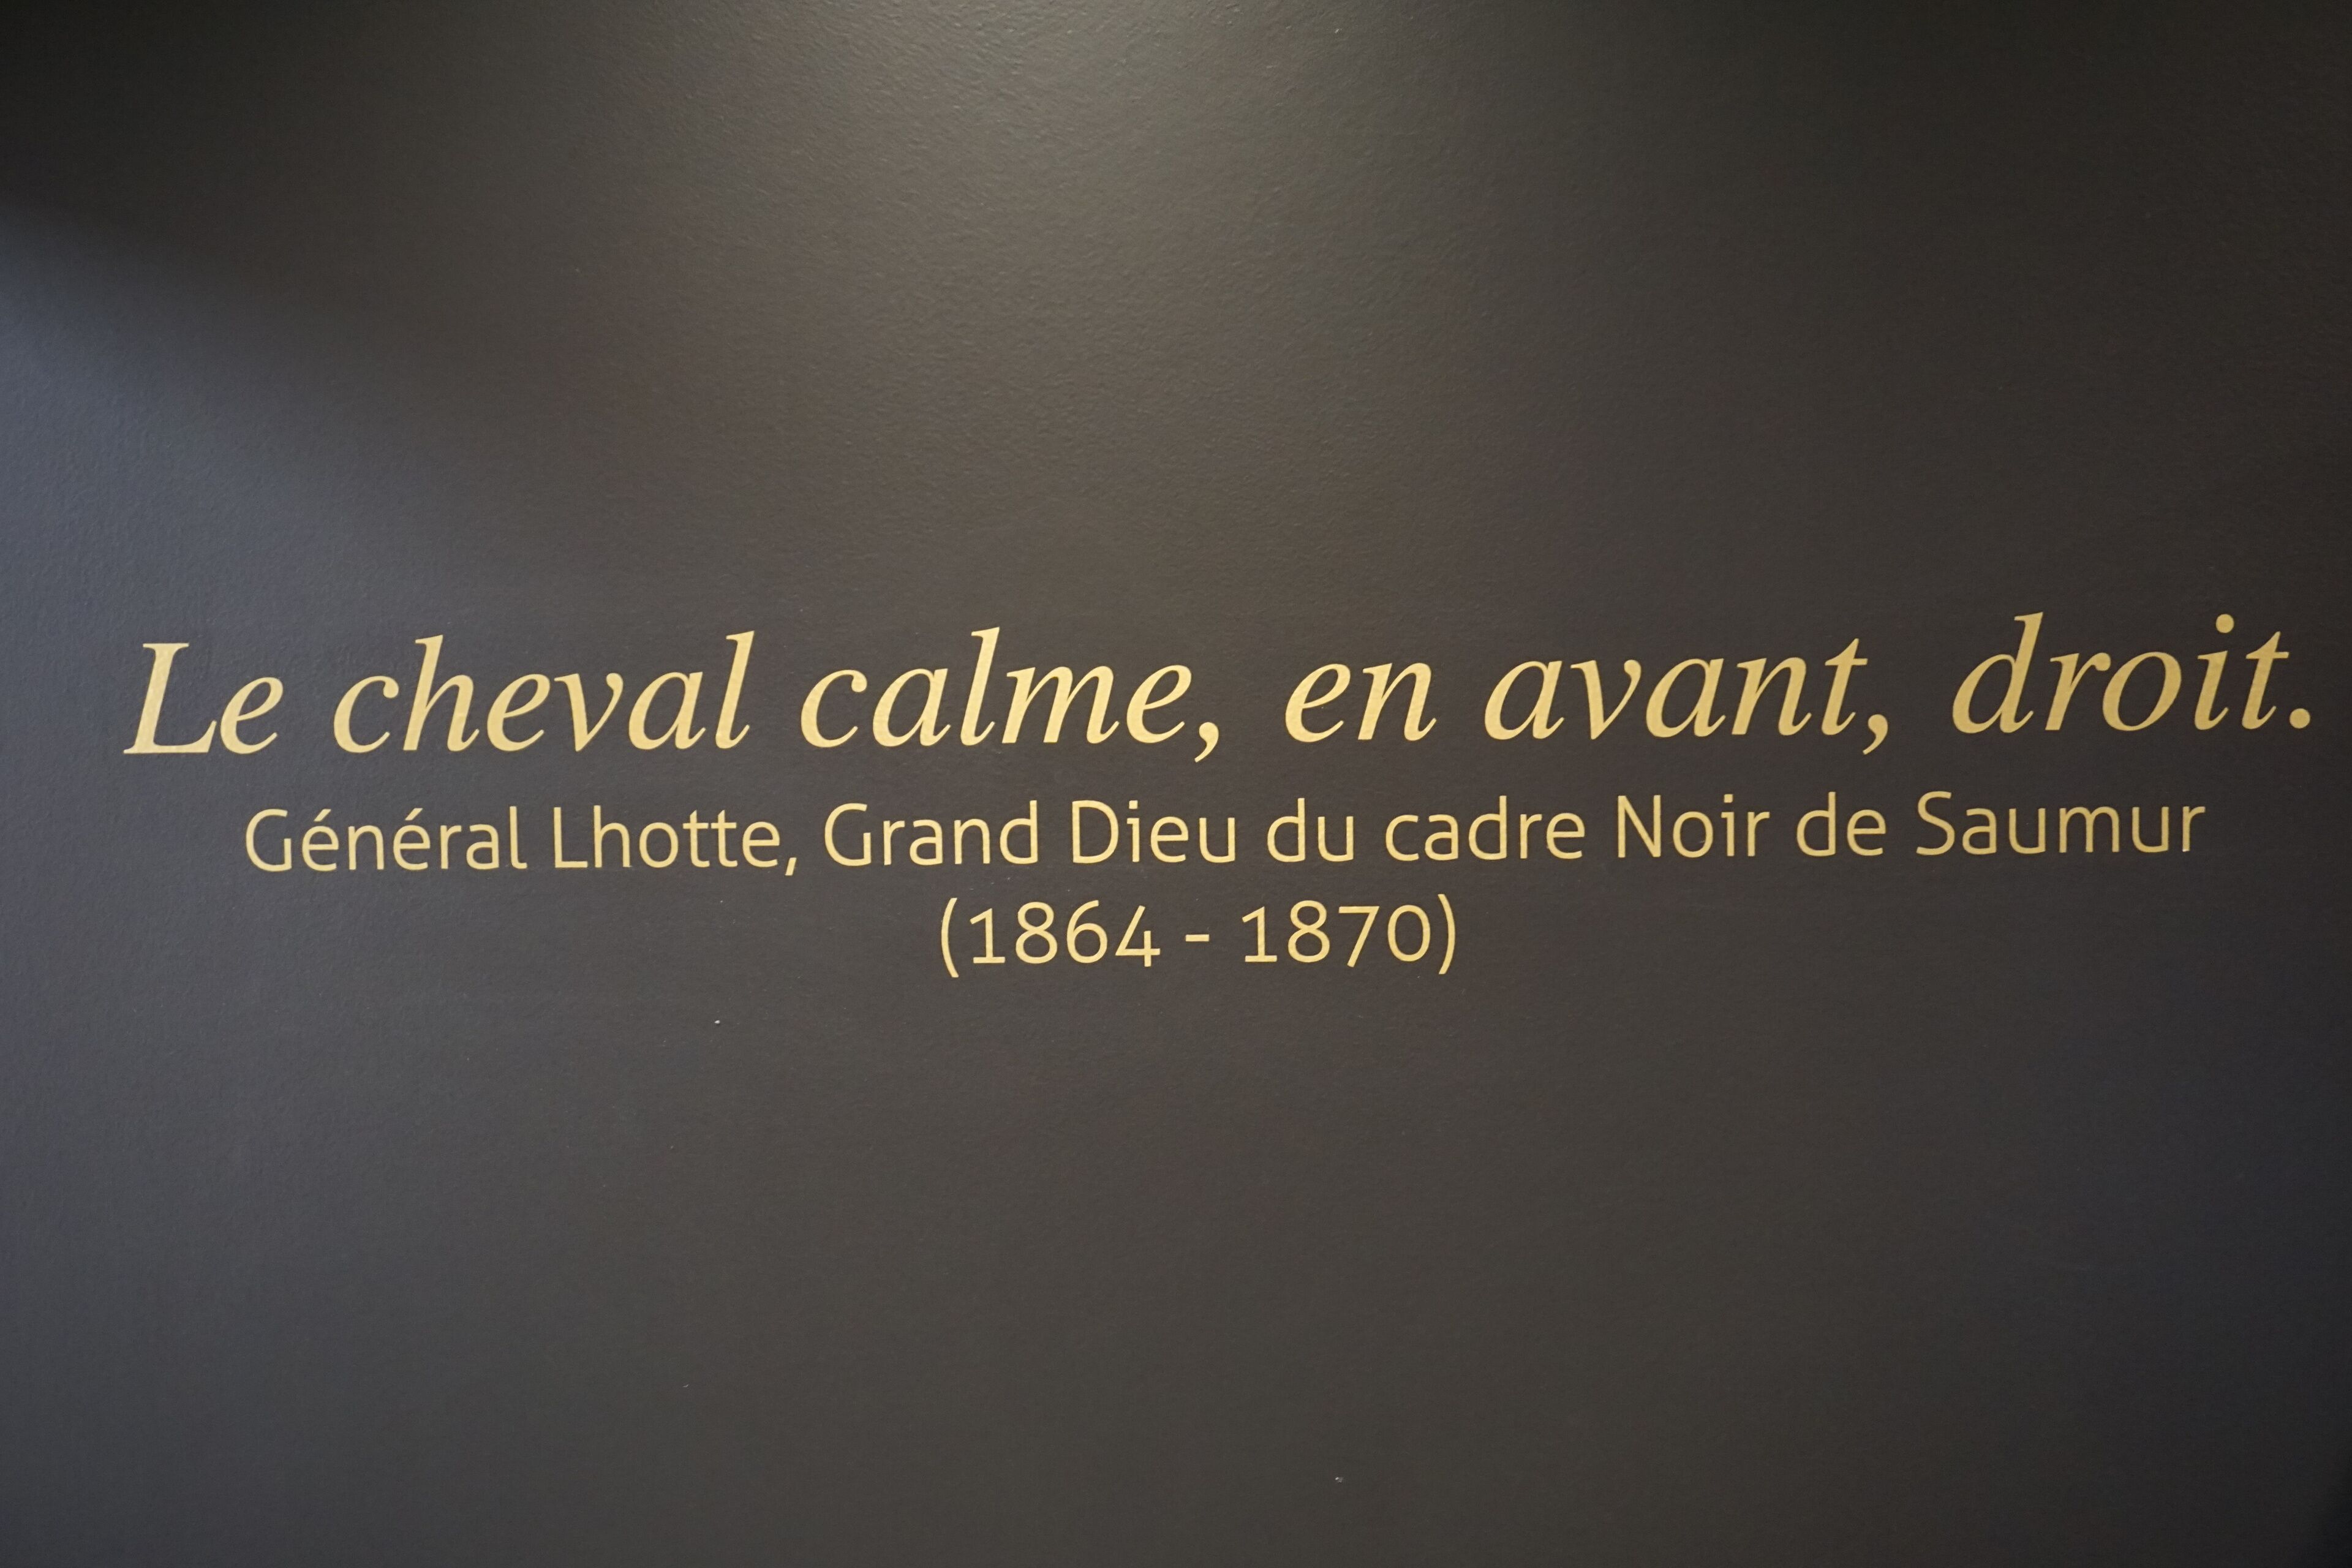 Le cheval calme, en avant, droit.
Général Lhotte, Grand Dieu du cadre Noir de Saumur
(1864 - 1870)